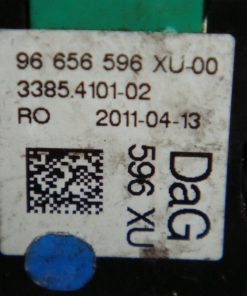 96 656 596 XU-00
3385.4101-02
RO 2011-04-13
DaG
596 XU